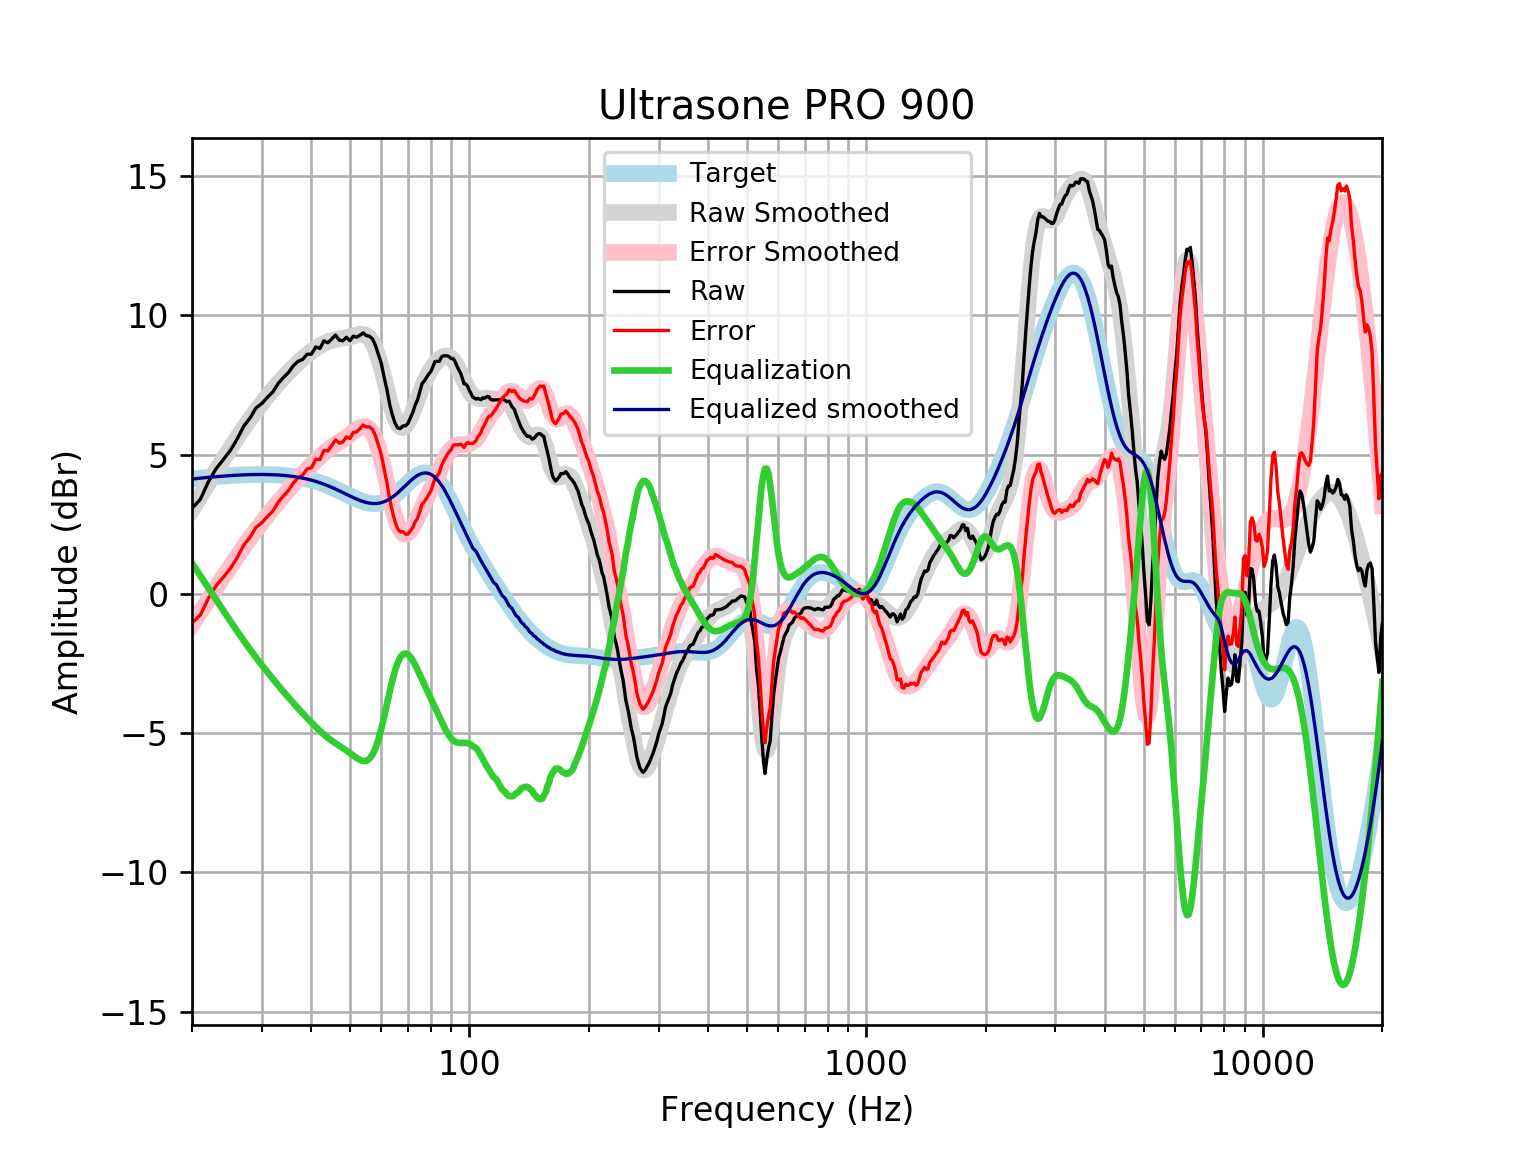 Ultrasone PRO 900
Target
Raw Smoothed
Error Smoothed
Raw
Error
Equalization
Equalized smoothed
15
10
5
0
−5
−10
−15
Amplitude (dBr)
100 1000 10000
Frequency (Hz)